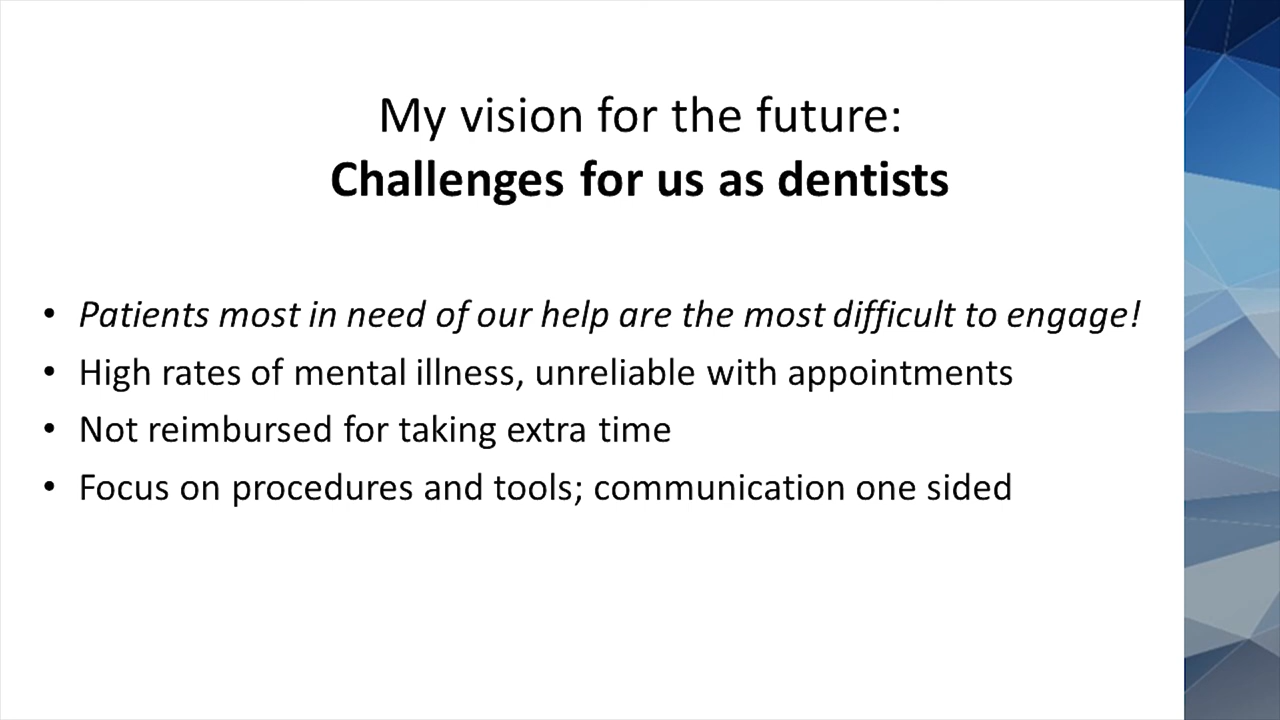 My vision for the future:
Challenges for us as dentists
• Patients most in need of our help are the most difficult to engage!
• High rates of mental illness, unreliable with appointments
• Not reimbursed for taking extra time
• Focus on procedures and tools; communication one sided